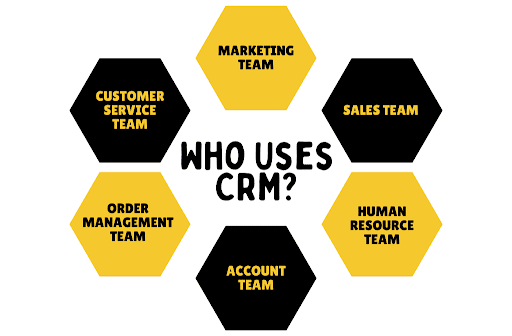 MARKETING
TEAM
CUSTOMER
SERVICE
TEAM
SALES TEAM
WHO USES
CRM?
ORDER
MANAGEMENT
TEAM
HUMAN
RESOURCE
TEAM
ACCOUNT
TEAM